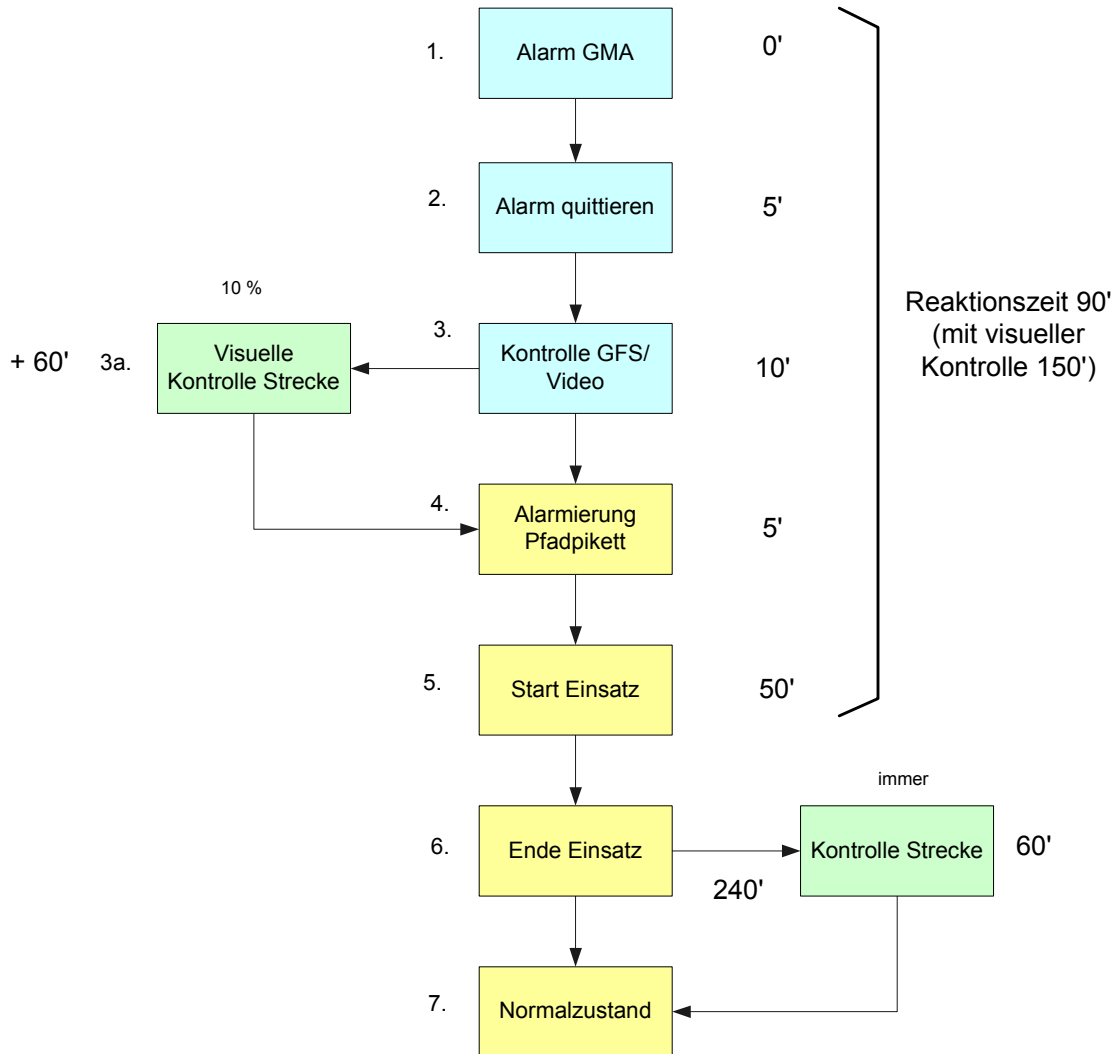 1.
Alarm GMA
0'
2.
Alarm quittieren
5'
10 %
+ 60'
3a.
Visuelle
Kontrolle Strecke
3.
Kontrolle GFS/
Video
10'
Reaktionszeit 90'
(mit visueller
Kontrolle 150')
4.
Alarmierung
Pfadpikett
5'
5.
Start Einsatz
50'
immer
6.
Ende Einsatz
240'
Kontrolle Strecke
60'
7.
Normalzustand